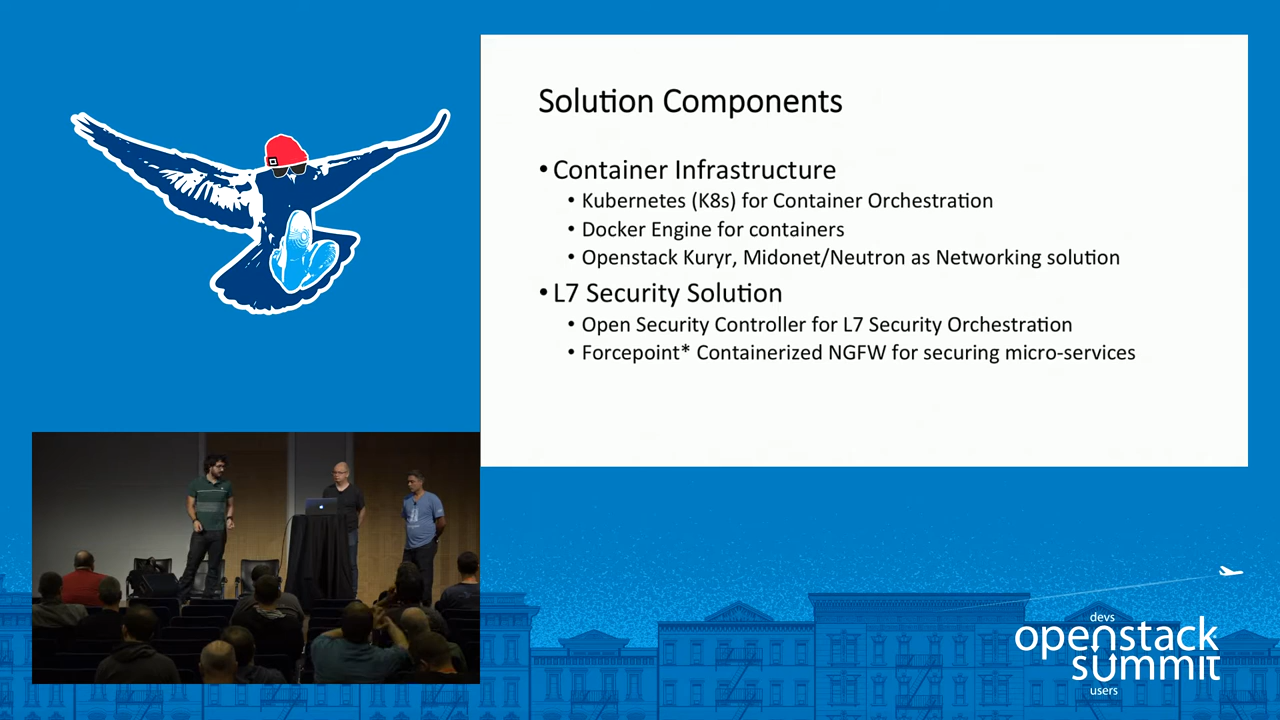 Solution Components
• Container Infrastructure
• Kubernetes (K8s) for Container Orchestration
• Docker Engine for containers
• Openstack Kuryr, Midonet/Neutron as Networking solution
• L7 Security Solution
• Open Security Controller for L7 Security Orchestration
• Forcepoint* Containerized NGFW for securing micro-services
devs
openstack
summit
users